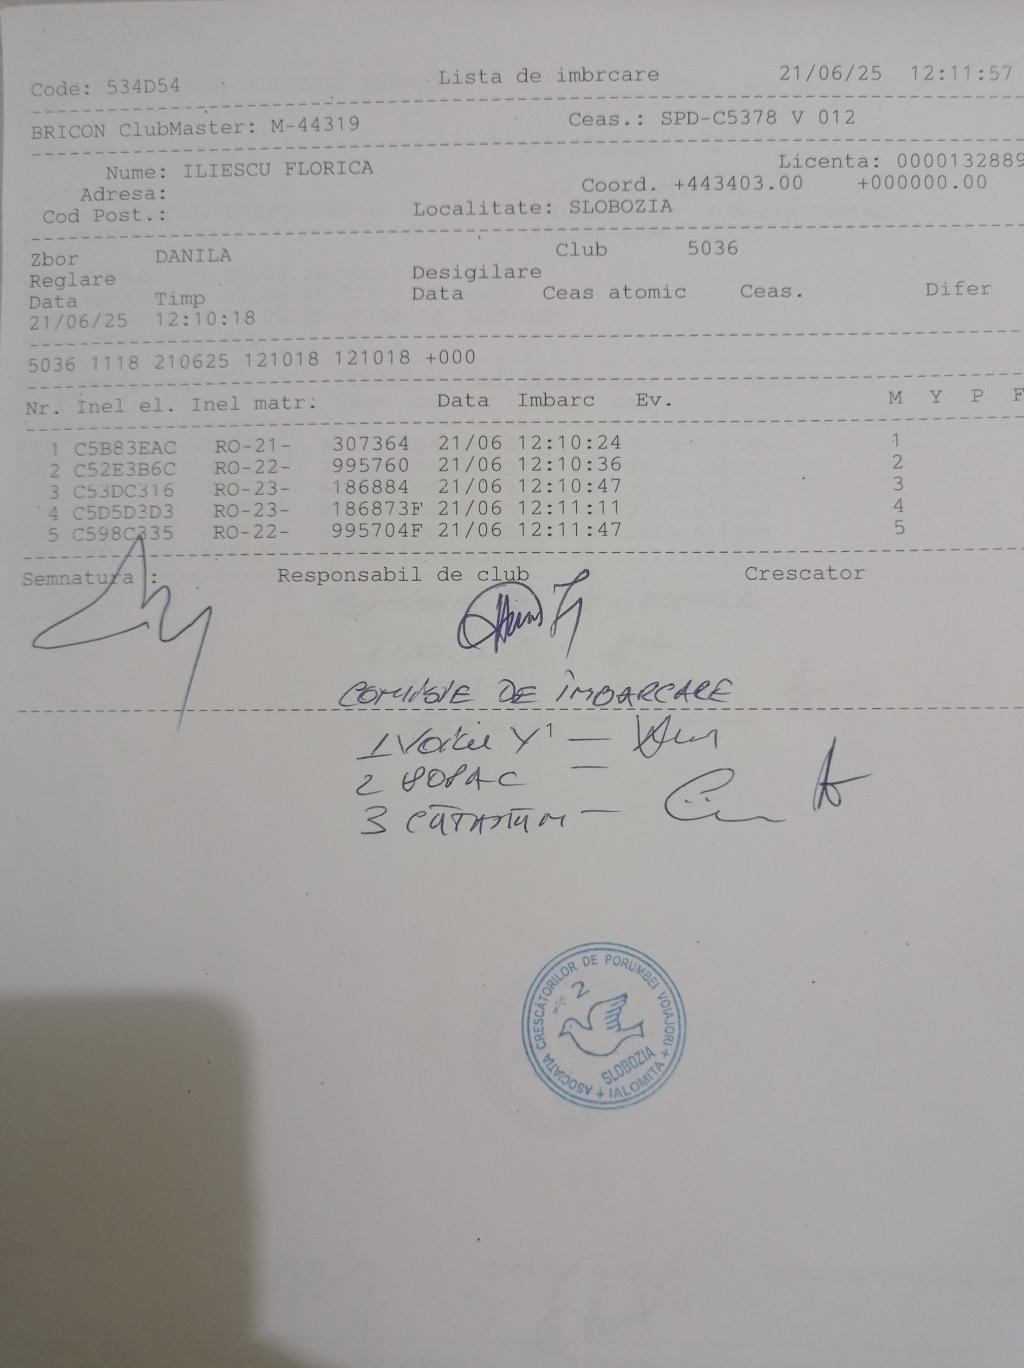 Code: 534D54 Lista de imbrcare 21/06/25 12:11:57
BRICON ClubMaster: M-44319 Ceas.: SPD-C5378 V 012
Nume: ILIESCU FLORICA Licenta: 0000132889
Adresa: Coord. +443403.00 +000000.00
Cod Post.: Localitate: SLOBOZIA
Zbor DANILA Club 5036
Reglare Desigilare
Data Timp Data Ceas atomic Ceas. Difer
21/06/25 12:10:18
5036 1118 210625 121018 121018 +000
Nr. Inel el. Inel matr. Data Imbarc Ev. M Y P F
1 C5B83EAC RO-21- 307364 21/06 12:10:24 1
2 C52E3B6C RO-22- 995760 21/06 12:10:36 2
3 C53DC316 RO-23- 186884 21/06 12:10:47 3
4 C5D5D3D3 RO-23- 186873F 21/06 12:11:11 4
5 C598C335 RO-22- 995704F 21/06 12:11:47 5
Semnatura : Responsabil de club Crescator
COMISIE DE ÎMBARCARE
1
2
3
ASOCIATIA CRESCĂTORILOR DE PORUMBEI VOIAJORI + IALOMITA +
2
SLOBOZIA